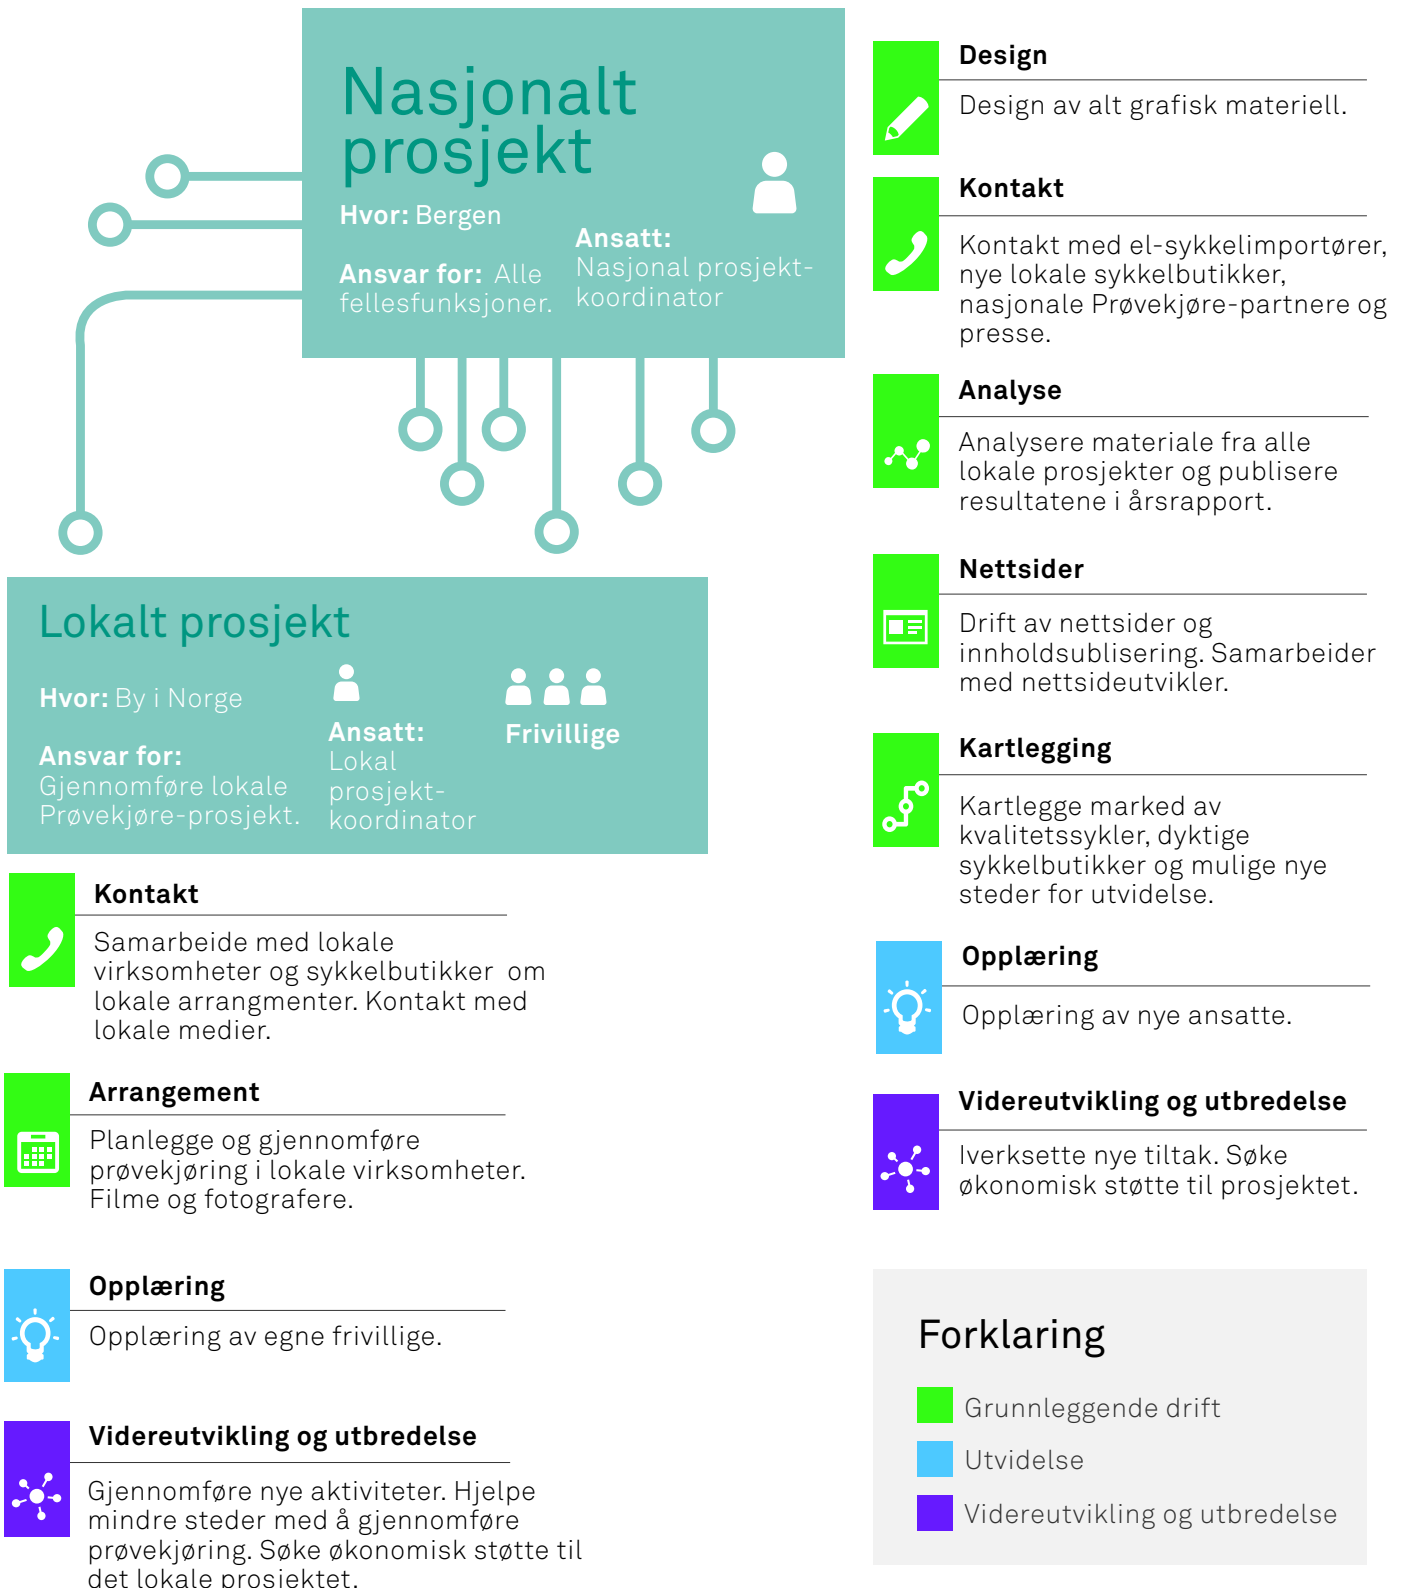 Nasjonalt
prosjekt
Hvor: Bergen
Ansvar for: Alle
fellesfunksjoner.
Ansatt:
Nasjonal prosjekt-
koordinator
Lokalt prosjekt
Hvor: By i Norge
Ansvar for:
Gjennomføre lokale
Prøvekjøre-prosjekt.
Ansatt:
Lokal
prosjekt-
koordinator
Frivillige
Kontakt
Samarbeide med lokale
virksomheter og sykkelbutikker om
lokale arrangmenter. Kontakt med
lokale medier.
Arrangement
Planlegge og gjennomføre
prøvekjøring i lokale virksomheter.
Filme og fotografere.
Opplæring
Opplæring av egne frivillige.
Videreutvikling og utbredelse
Gjennomføre nye aktiviteter. Hjelpe
mindre steder med å gjennomføre
prøvekjøring. Søke økonomisk støtte til
det lokale prosjektet.
Design
Design av alt grafisk materiell.
Kontakt
Kontakt med el-sykkelimportører,
nye lokale sykkelbutikker,
nasjonale Prøvekjøre-partnere og
presse.
Analyse
Analysere materiale fra alle
lokale prosjekter og publisere
resultatene i årsrapport.
Nettsider
Drift av nettsider og
innholdsublisering. Samarbeider
med nettsideutvikler.
Kartlegging
Kartlegge marked av
kvalitetssykler, dyktige
sykkelbutikker og mulige nye
steder for utvidelse.
Opplæring
Opplæring av nye ansatte.
Videreutvikling og utbredelse
Iverksette nye tiltak. Søke
økonomisk støtte til prosjektet.
Forklaring
Grunnleggende drift
Utvidelse
Videreutvikling og utbredelse